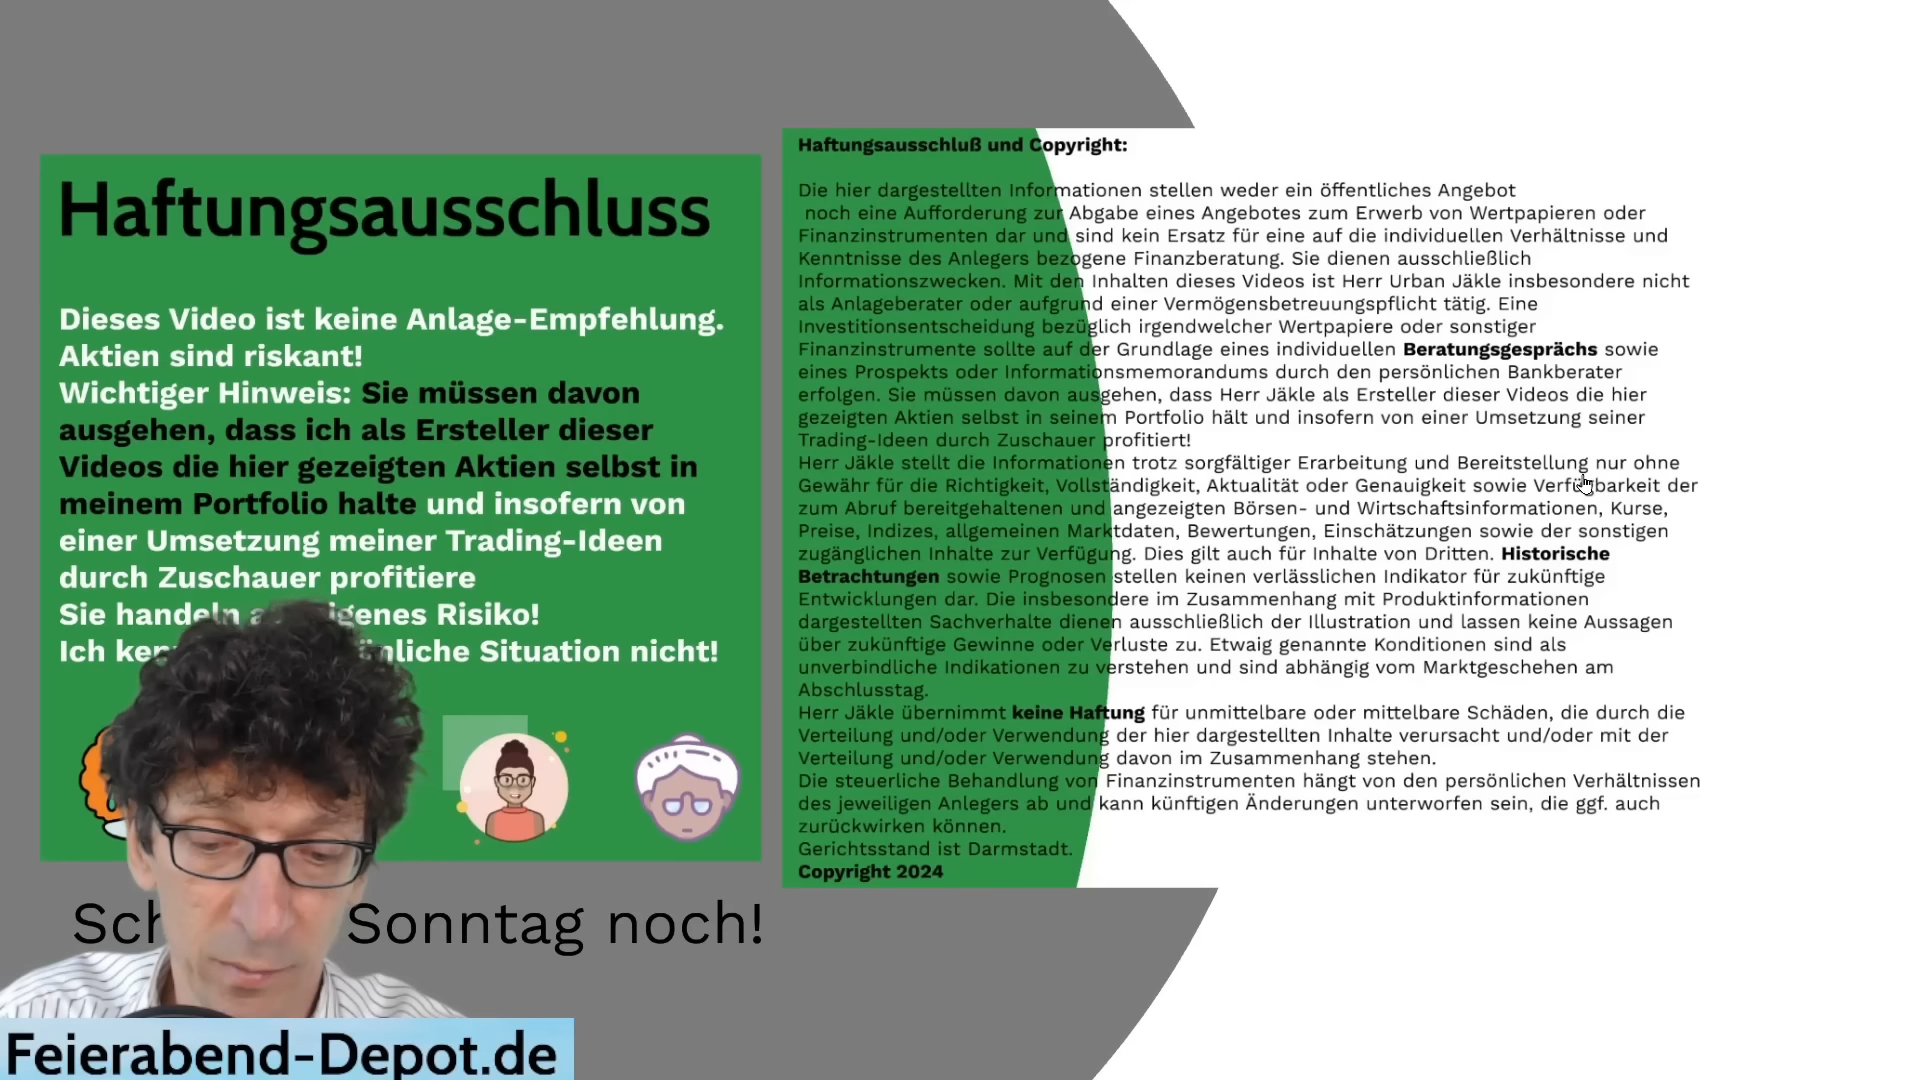 Haftungsausschluss
Dieses Video ist keine Anlage-Empfehlung.
Aktien sind riskant!
Wichtiger Hinweis: Sie müssen davon
ausgehen, dass ich als Ersteller dieser
Videos die hier gezeigten Aktien selbst in
meinem Portfolio halte und insofern von
einer Umsetzung meiner Trading-Ideen
durch Zuschauer profitiere
Sie handeln Risiko!
Ich Situation nicht!
Sonntag noch!
Feierabend-Depot.de
Haftungsausschluß und Copyright:
Die hier dargestellten Informationen stellen weder ein öffentliches Angebot
noch eine Aufforderung zur Abgabe eines Angebotes zum Erwerb von Wertpapieren oder
Finanzinstrumenten dar und sind kein Ersatz für eine auf die individuellen Verhältnisse und
Kenntnisse des Anlegers bezogene Finanzberatung. Sie dienen ausschließlich
Informationszwecken. Mit den Inhalten dieses Videos ist Herr Urban Jäkle insbesondere nicht
als Anlageberater oder aufgrund einer Vermögensbetreuungspflicht tätig. Eine
Investitionsentscheidung bezüglich irgendwelcher Wertpapiere oder sonstiger
Finanzinstrumente sollte auf der Grundlage eines individuellen Beratungsgesprächs sowie
eines Prospekts oder Informationsmemorandums durch den persönlichen Bankberater
erfolgen. Sie müssen davon ausgehen, dass Herr Jäkle als Ersteller dieser Videos die hier
gezeigten Aktien selbst in seinem Portfolio hält und insofern von einer Umsetzung seiner
Trading-Ideen durch Zuschauer profitiert!
Herr Jäkle stellt die Informationen trotz sorgfältiger Erarbeitung und Bereitstellung nur ohne
Gewähr für die Richtigkeit, Vollständigkeit, Aktualität oder Genauigkeit sowie Verfügbarkeit der
zum Abruf bereitgehaltenen und angezeigten Börsen- und Wirtschaftsinformationen, Kurse,
Preise, Indizes, allgemeinen Marktdaten, Bewertungen, Einschätzungen sowie der sonstigen
zugänglichen Inhalte zur Verfügung. Dies gilt auch für Inhalte von Dritten. Historische
Betrachtungen sowie Prognosen stellen keinen verlässlichen Indikator für zukünftige
Entwicklungen dar. Die insbesondere im Zusammenhang mit Produktinformationen
dargestellten Sachverhalte dienen ausschließlich der Illustration und lassen keine Aussagen
über zukünftige Gewinne oder Verluste zu. Etwaig genannte Konditionen sind als
unverbindliche Indikationen zu verstehen und sind abhängig vom Marktgeschehen am
Abschlusstag.
Herr Jäkle übernimmt keine Haftung für unmittelbare oder mittelbare Schäden, die durch die
Verteilung und/oder Verwendung der hier dargestellten Inhalte verursacht und/oder mit der
Verteilung und/oder Verwendung davon im Zusammenhang stehen.
Die steuerliche Behandlung von Finanzinstrumenten hängt von den persönlichen Verhältnissen
des jeweiligen Anlegers ab und kann künftigen Änderungen unterworfen sein, die ggf. auch
zurückwirken können.
Gerichtsstand ist Darmstadt.
Copyright 2024